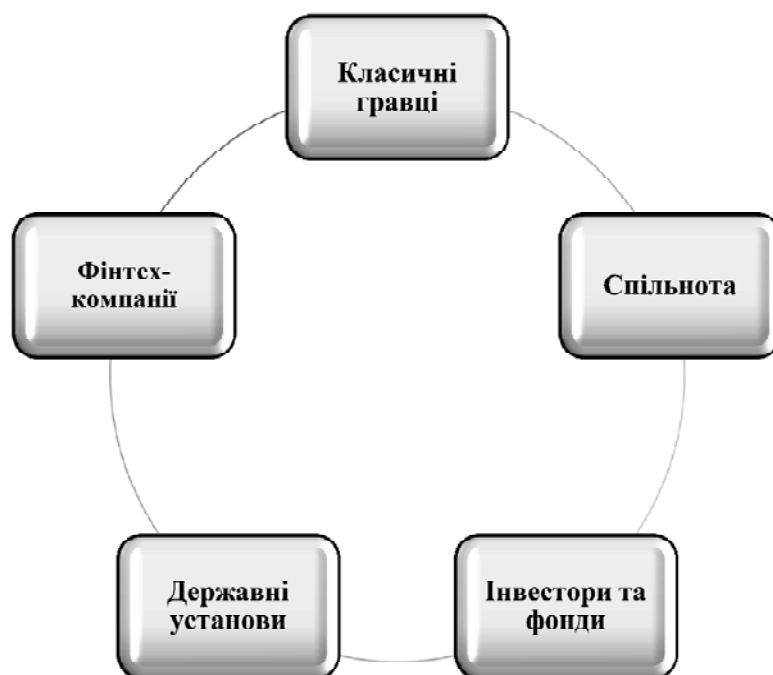 Класичні
гравці
Фінтех-
компанії
Спільнота
Державні
установи
Інвестори та
фонди